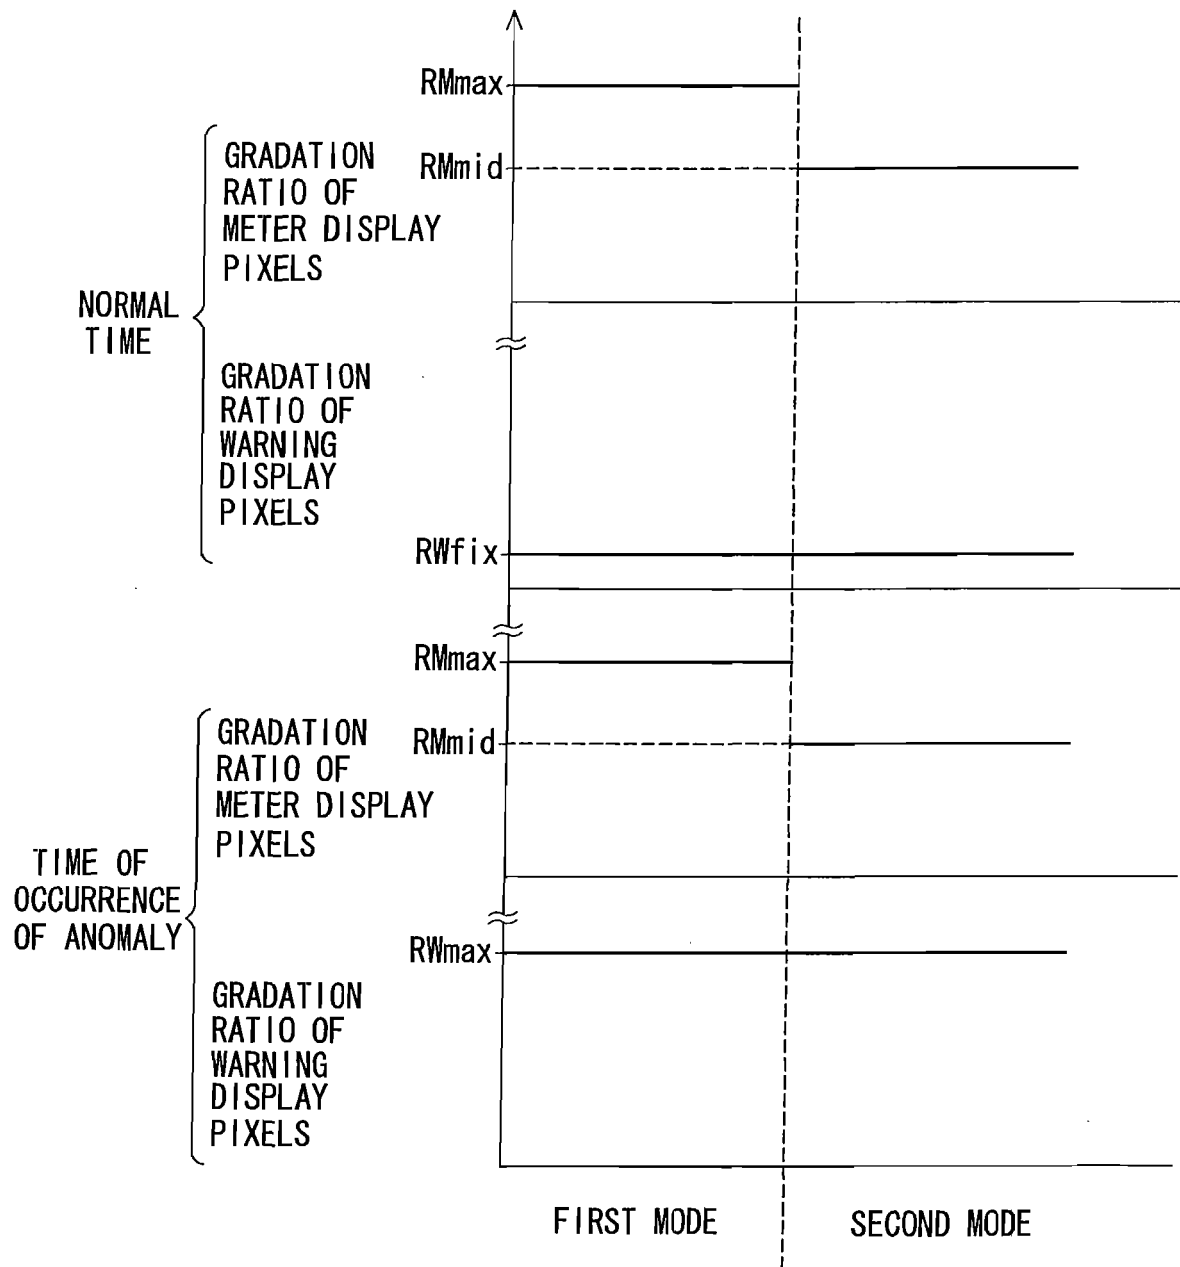 RMmax
GRADATION
RATIO OF
METER DISPLAY
PIXELS
RMmid
NORMAL
TIME
GRADATION
RATIO OF
WARNING
DISPLAY
PIXELS
RWfix
RMmax
GRADATION
RATIO OF
METER DISPLAY
PIXELS
RMmid
TIME OF
OCCURRENCE
OF ANOMALY
RWmax
GRADATION
RATIO OF
WARNING
DISPLAY
PIXELS
FIRST MODE
SECOND MODE